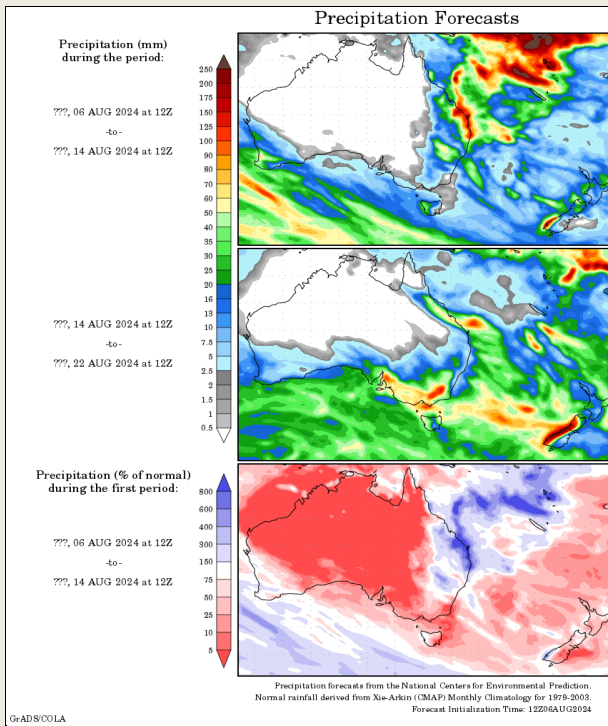 Precipitation Forecasts
Precipitation (mm)
during the period:
???, 06 AUG 2024 at 12Z
-to-
???, 14 AUG 2024 at 12Z
250
200
175
150
125
100
90
80
70
60
50
40
35
30
25
20
16
13
10
7.5
5
2.5
2
1.5
1
0.5
???, 14 AUG 2024 at 12Z
-to-
???, 22 AUG 2024 at 12Z
Precipitation (% of normal)
during the first period:
???, 06 AUG 2024 at 12Z
-to-
???, 14 AUG 2024 at 12Z
800
600
400
300
150
75
50
25
10
5
Precipitation forecasts from the National Centers for Environmental Prediction.
Normal rainfall derived from Xie-Arkin (CMAP) Monthly Climatology for 1979-2003.
Forecast Initialization Time: 12Z06AUG2024
GrADS/COLA